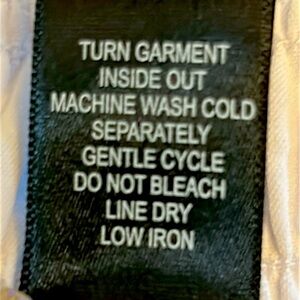 TURN GARMENT
INSIDE OUT
MACHINE WASH COLD
SEPARATELY
GENTLE CYCLE
DO NOT BLEACH
LINE DRY
LOW IRON